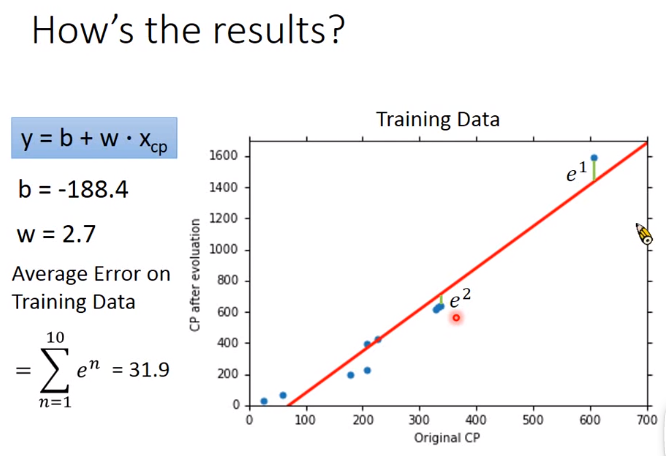 How's the results?
y = b + w · xcp
b = -188.4
w = 2.7
Average Error on
Training Data
10
= ∑ eⁿ = 31.9
n=1
Training Data
CP after evoluation
1600
1400
1200
1000
800
600
400
200
0
e¹
e²
0 100 200 300 400 500 600 700
Original CP